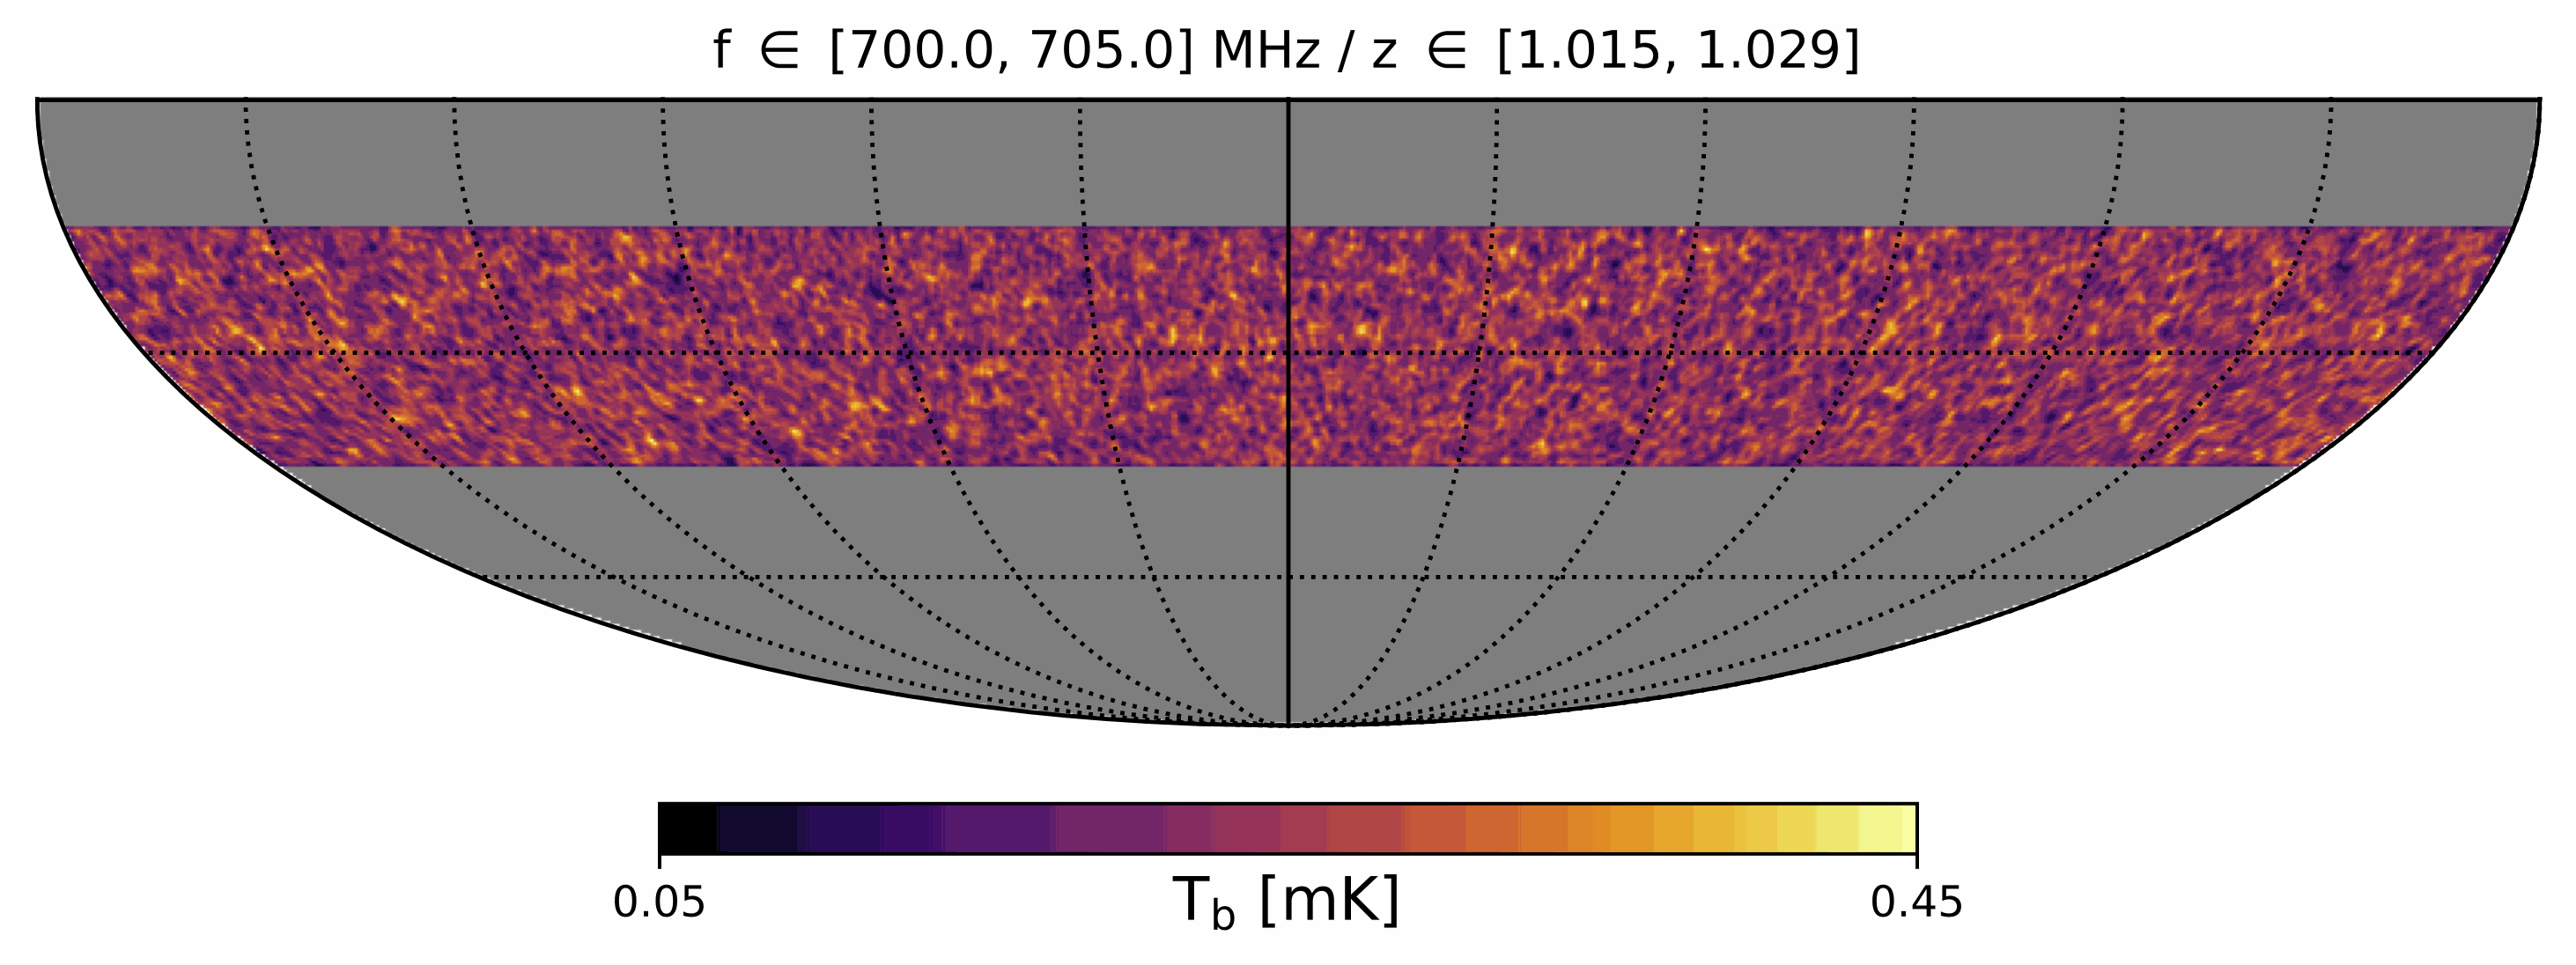 f ∈ [700.0, 705.0] MHz / z ∈ [1.015, 1.029]
0.05 T_b [mK] 0.45